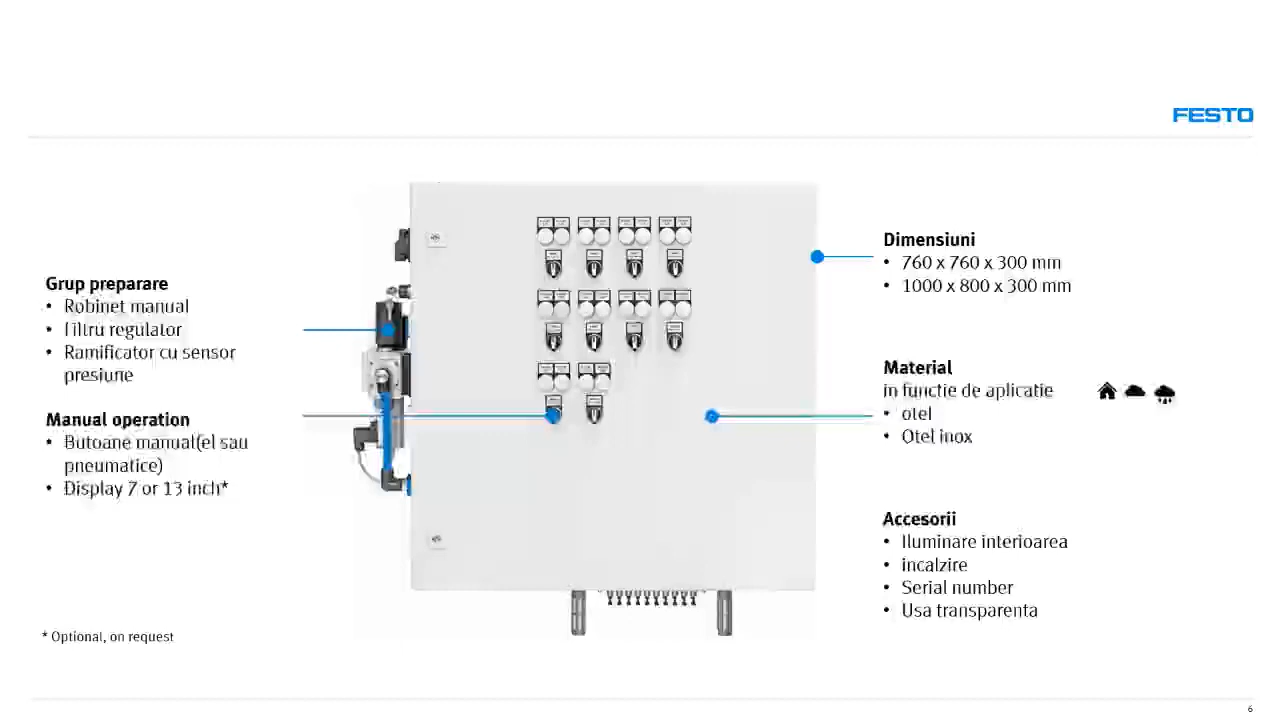 FESTO
Grup preparare
• Robinet manual
• Filtru regulator
• Ramificator cu sensor
presiune
Manual operation
• Butoane manual(el sau
pneumatice)
• Display 7 or 13 inch*
* Optional, on request
Dimensiuni
• 760 x 760 x 300 mm
• 1000 x 800 x 300 mm
Material
in functie de aplicatie
• otel
• Otel inox
Accesorii
• Iluminare interioarea
• incalzire
• Serial number
• Usa transparenta
6